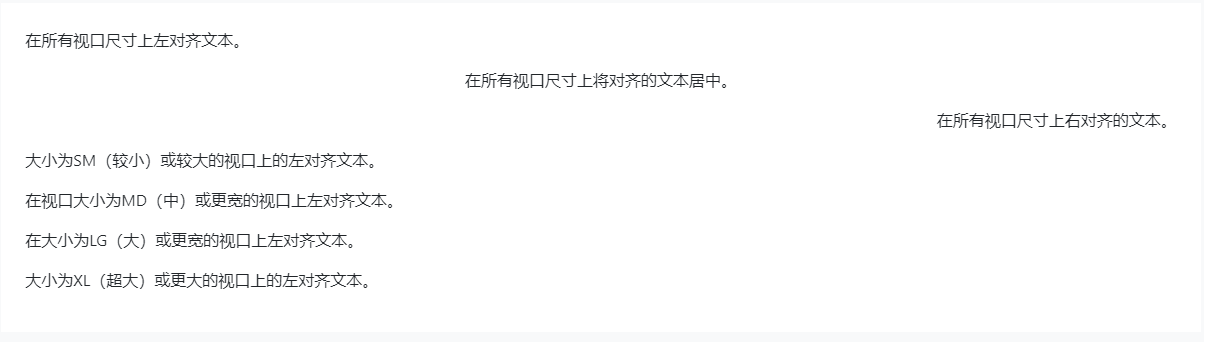 在所有视口尺寸上左对齐文本。
在所有视口尺寸上将对齐的文本居中。
在所有视口尺寸上右对齐的文本。
大小为SM（较小）或较大的视口上的左对齐文本。
在视口大小为MD（中）或更宽的视口上左对齐文本。
在大小为LG（大）或更宽的视口上左对齐文本。
大小为XL（超大）或更大的视口上的左对齐文本。